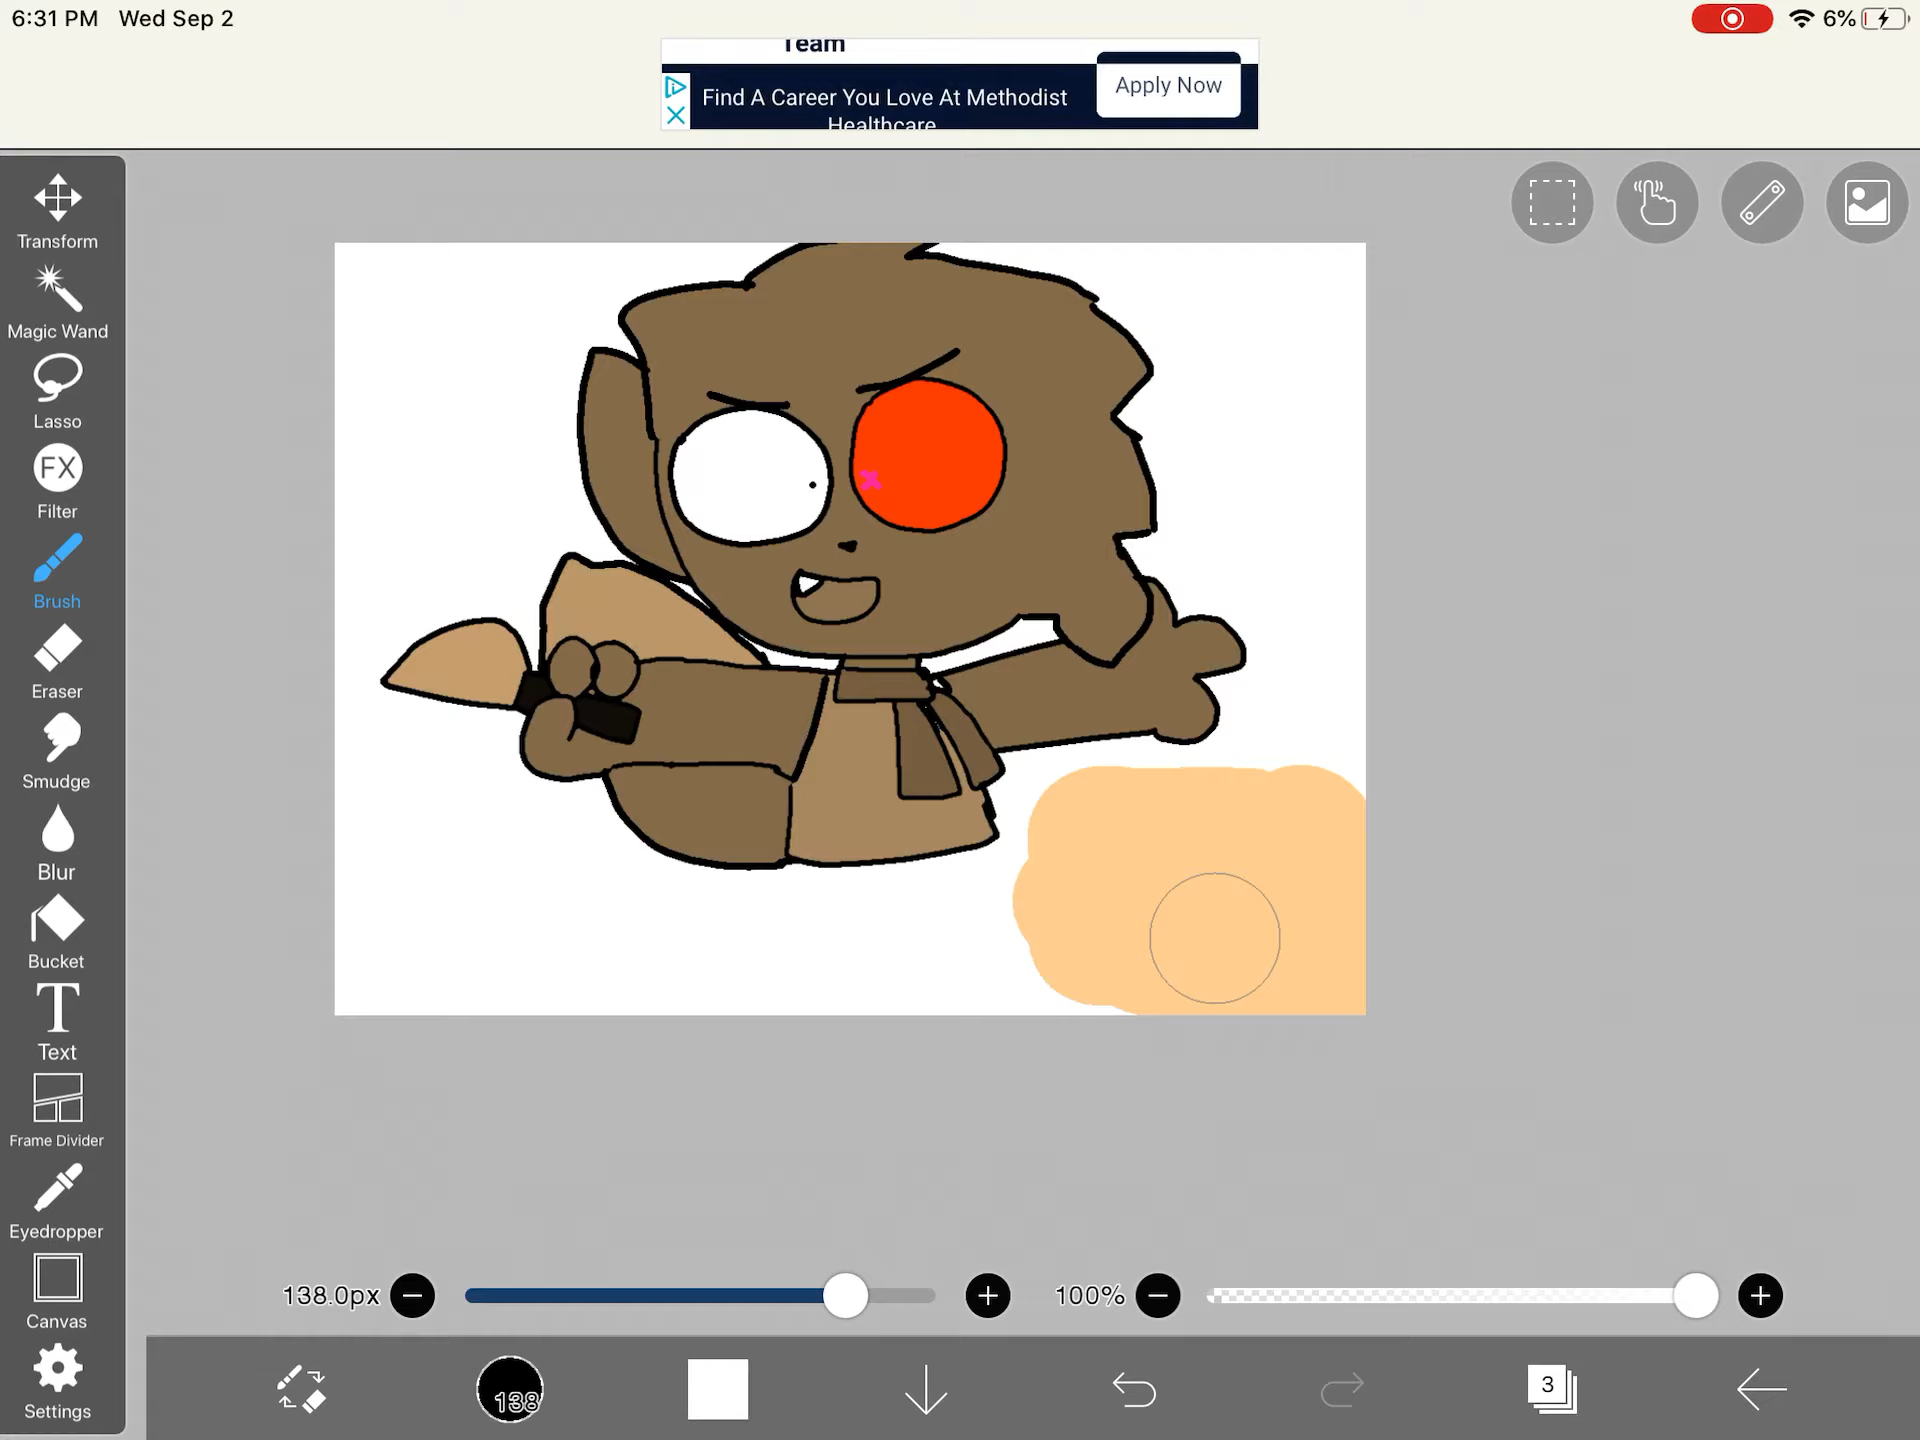 6:31 PM Wed Sep 2
6%
Team
Find A Career You Love At Methodist
Healthcare
Apply Now
Transform
Magic Wand
Lasso
FX
Filter
Brush
Eraser
Smudge
Blur
Bucket
T
Text
Frame Divider
Eyedropper
Canvas
Settings
138.0px
100%
138
3